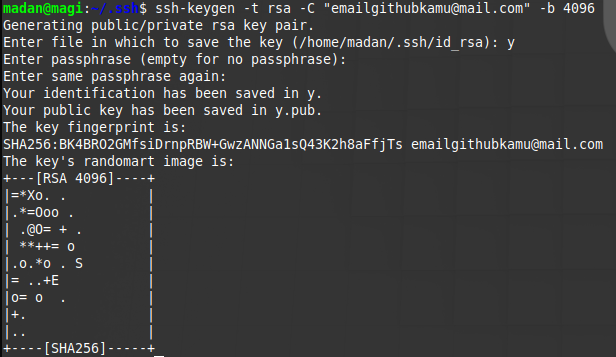 madan@magi:~/.ssh$ ssh-keygen -t rsa -C "emailgithubkamu@mail.com" -b 4096
Generating public/private rsa key pair.
Enter file in which to save the key (/home/madan/.ssh/id_rsa): y
Enter passphrase (empty for no passphrase):
Enter same passphrase again:
Your identification has been saved in y.
Your public key has been saved in y.pub.
The key fingerprint is:
SHA256:BK4BRO2GMfsiDrnpRBW+GwzANNGa1sQ43K2h8aFfjTs emailgithubkamu@mail.com
The key's randomart image is:
+---[RSA 4096]----+
|=*Xo. .          |
|.*=Ooo .         |
| .@O= + .        |
| **++= o         |
|.o.*o . S        |
|= ..+E           |
|o= o  .          |
|+.               |
|..               |
+----[SHA256]-----+